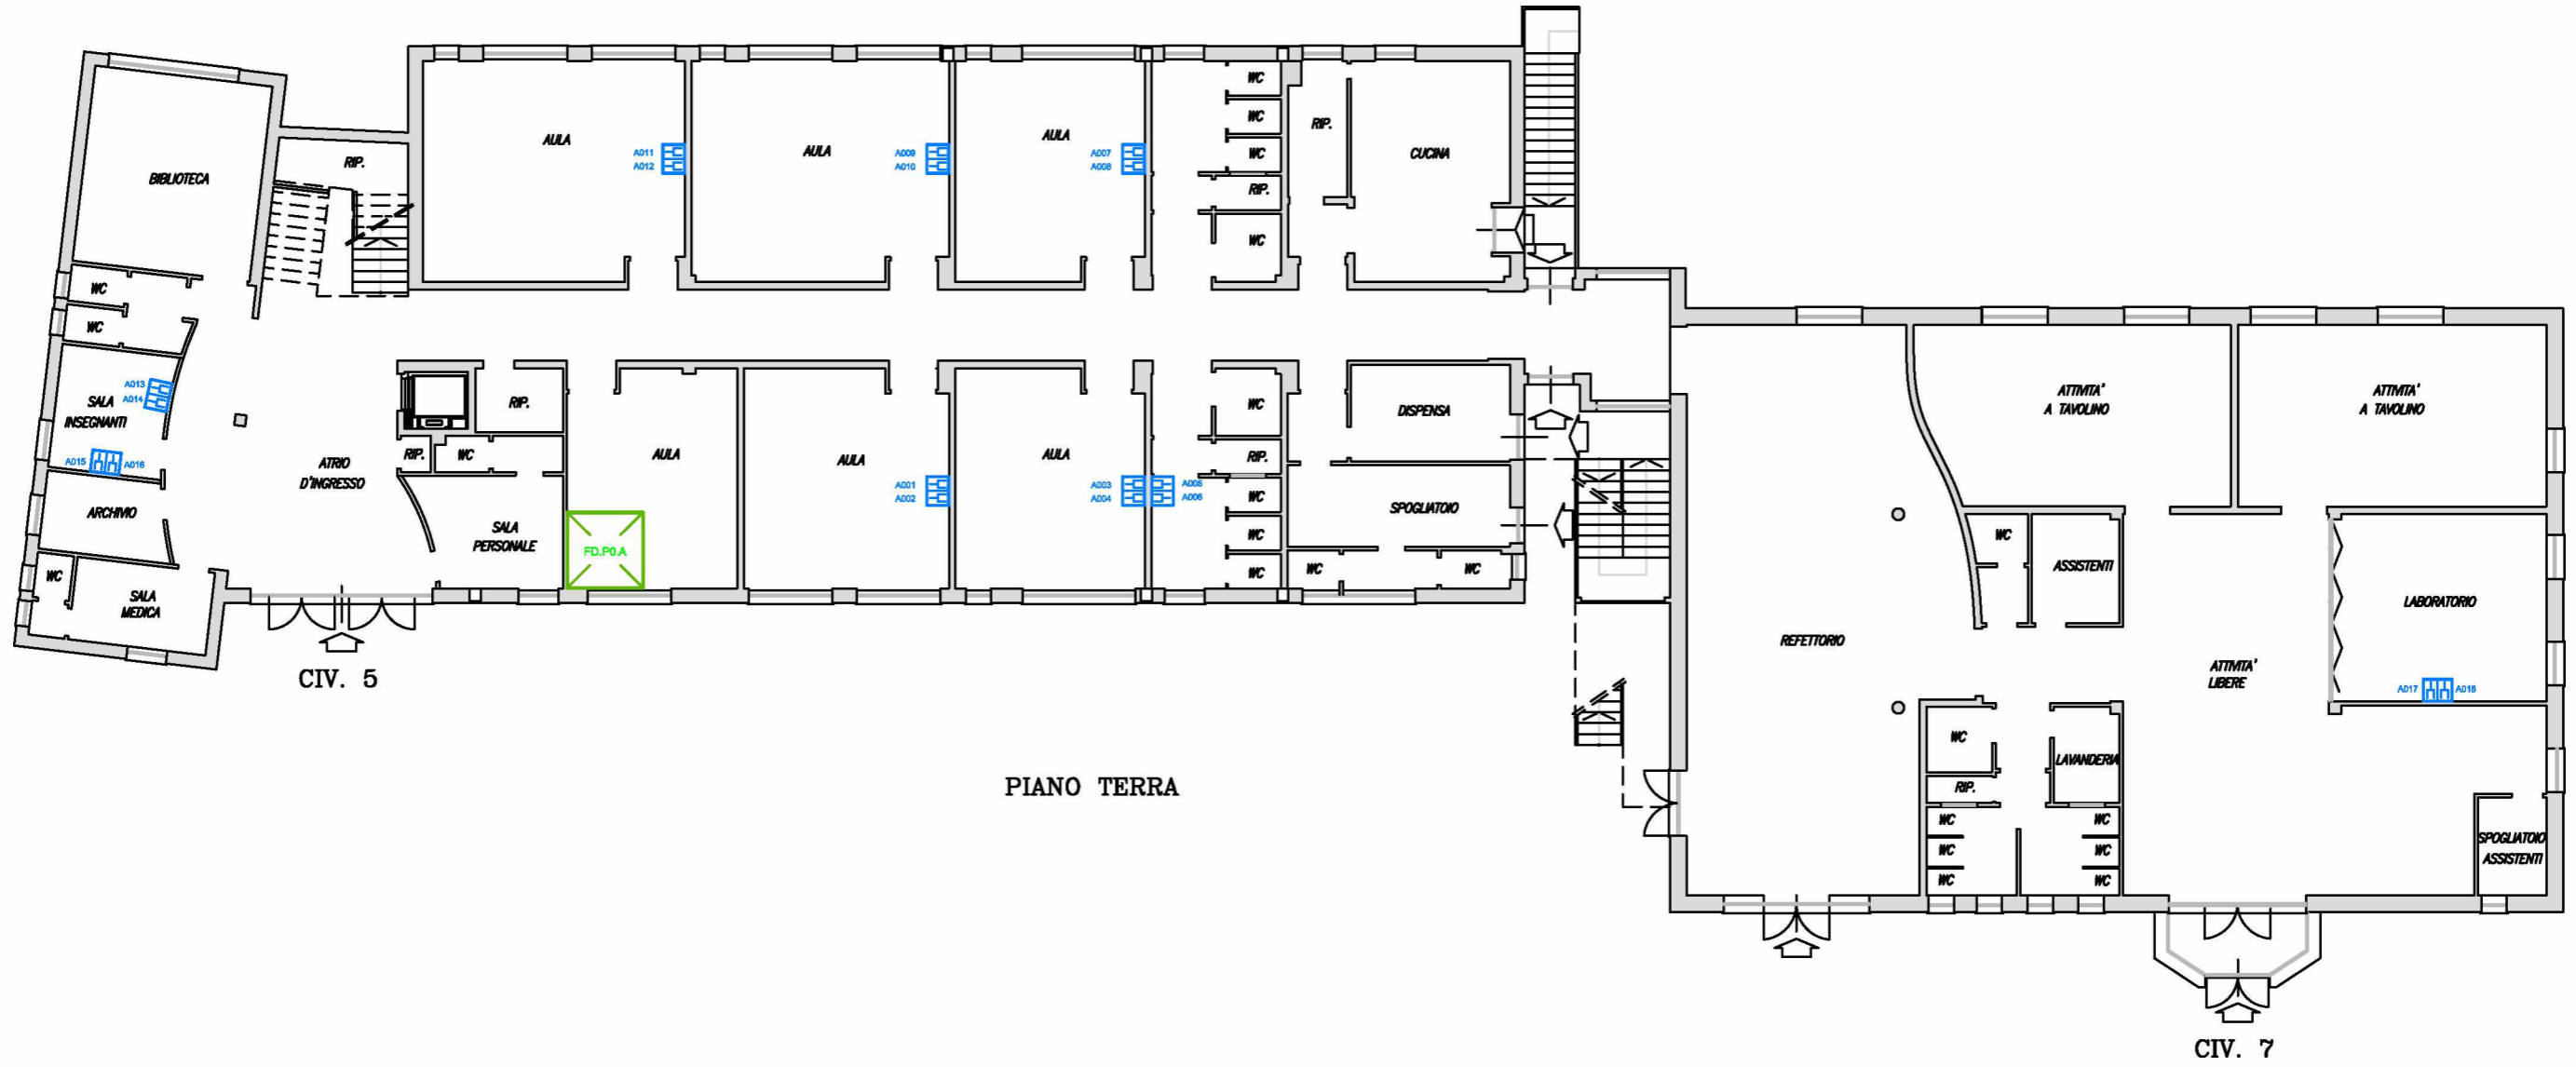 BIBLIOTECA
RIP.
AULA
A011
A012
AULA
A009
A010
AULA
A007
A008
WC
WC
WC
RIP.
WC
RIP.
CUCINA
WC
WC
SALA
INSEGNANTI
A013
A014
A015
A016
ARCHIVIO
WC
SALA
MEDICA
ATRIO
D'INGRESSO
RIP.
RIP.
WC
SALA
PERSONALE
AULA
FD.P0.A
AULA
A001
A002
AULA
A003
A004
A005
A006
WC
RIP.
WC
WC
WC
DISPENSA
SPOGLIATOIO
WC
WC
CIV. 5
PIANO TERRA
REFETTORIO
ATTIVITA'
A TAVOLINO
ATTIVITA'
A TAVOLINO
WC
ASSISTENTI
LABORATORIO
A017
A018
ATTIVITA'
LIBERE
WC
LAVANDERIA
RIP.
WC
WC
WC
WC
WC
WC
SPOGLIATOIO
ASSISTENTI
CIV. 7